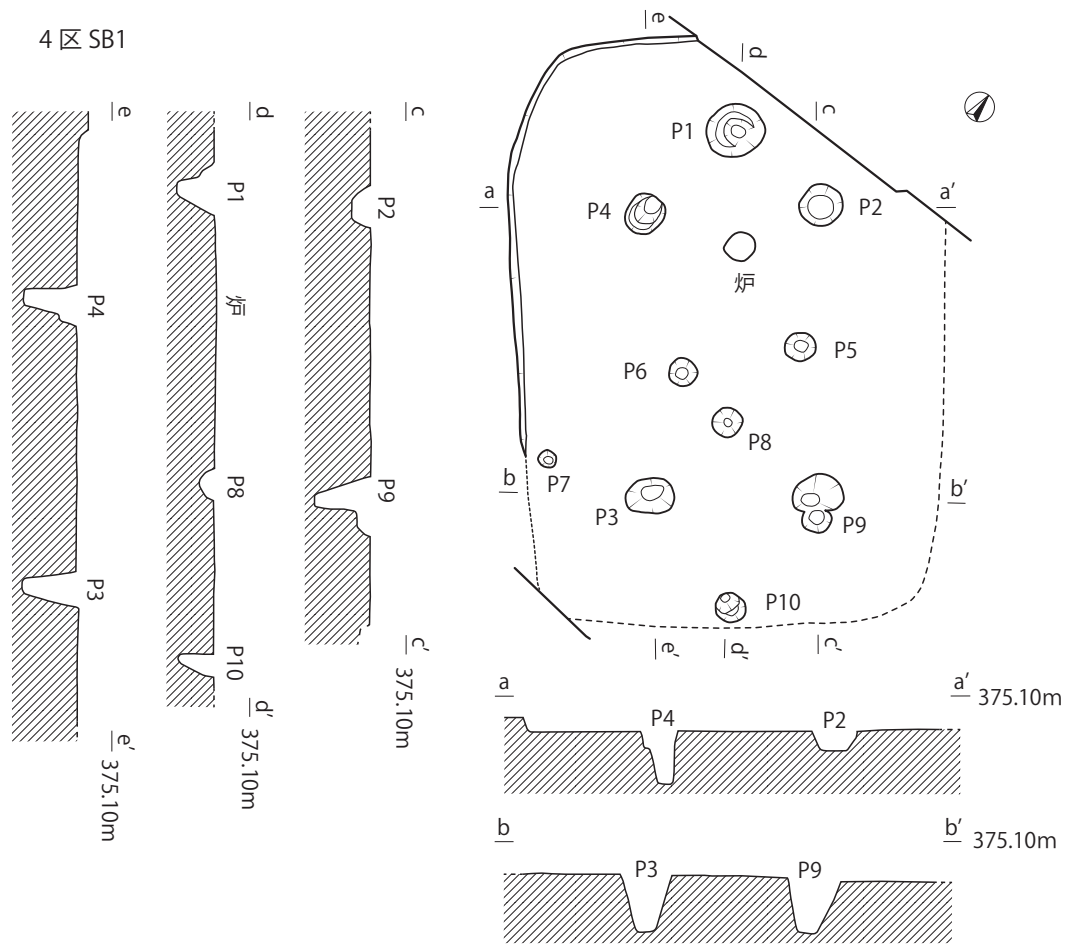 4 区 SB1
e
P4
P3
e′ 375.10m
d
P1
炉
P8
P10
d′ 375.10m
c
P2
P9
c′ 375.10m
e
d
c
P1
a
P4
P2
a′
炉
P6
P5
P8
b
P7
P3
P9
b′
P10
e′
d′
c′
a
P4
P2
a′ 375.10m
b
P3
P9
b′ 375.10m